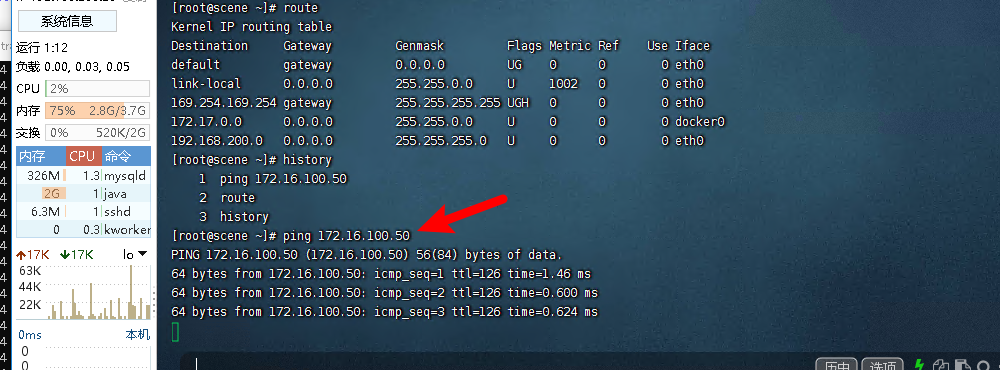 系统信息
运行 1:12
负载 0.00, 0.03, 0.05
CPU 2%
内存 75% 2.8G/3.7G
交换 0% 520K/2G
内存 CPU 命令
326M 1.3 mysqld
2G 1 java
6.3M 1 sshd
0 0.3 kworker
17K 17K lo
63K
44K
22K
0ms 本机
0
0
[root@scene ~]# route
Kernel IP routing table
Destination Gateway Genmask Flags Metric Ref Use Iface
default gateway 0.0.0.0 UG 0 0 0 eth0
link-local 0.0.0.0 255.255.0.0 U 1002 0 0 eth0
169.254.169.254 gateway 255.255.255.255 UGH 0 0 0 eth0
172.17.0.0 0.0.0.0 255.255.0.0 U 0 0 0 docker0
192.168.200.0 0.0.0.0 255.255.255.0 U 0 0 0 eth0
[root@scene ~]# history
1 ping 172.16.100.50
2 route
3 history
[root@scene ~]# ping 172.16.100.50
PING 172.16.100.50 (172.16.100.50) 56(84) bytes of data.
64 bytes from 172.16.100.50: icmp_seq=1 ttl=126 time=1.46 ms
64 bytes from 172.16.100.50: icmp_seq=2 ttl=126 time=0.600 ms
64 bytes from 172.16.100.50: icmp_seq=3 ttl=126 time=0.624 ms
历史 选项